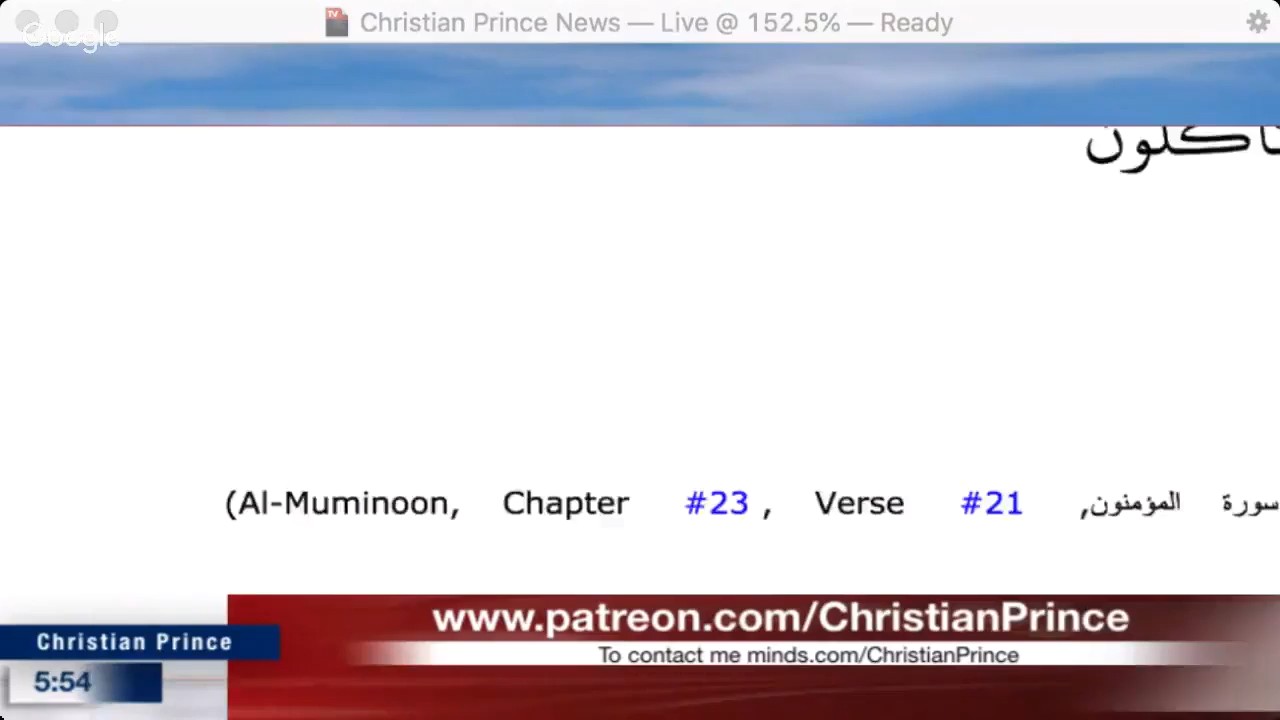 Google
Christian Prince News — Live @ 152.5% — Ready
(Al-Muminoon, Chapter #23 , Verse #21 سورة المؤمنون,
www.patreon.com/ChristianPrince
To contact me minds.com/ChristianPrince
Christian Prince
5:54